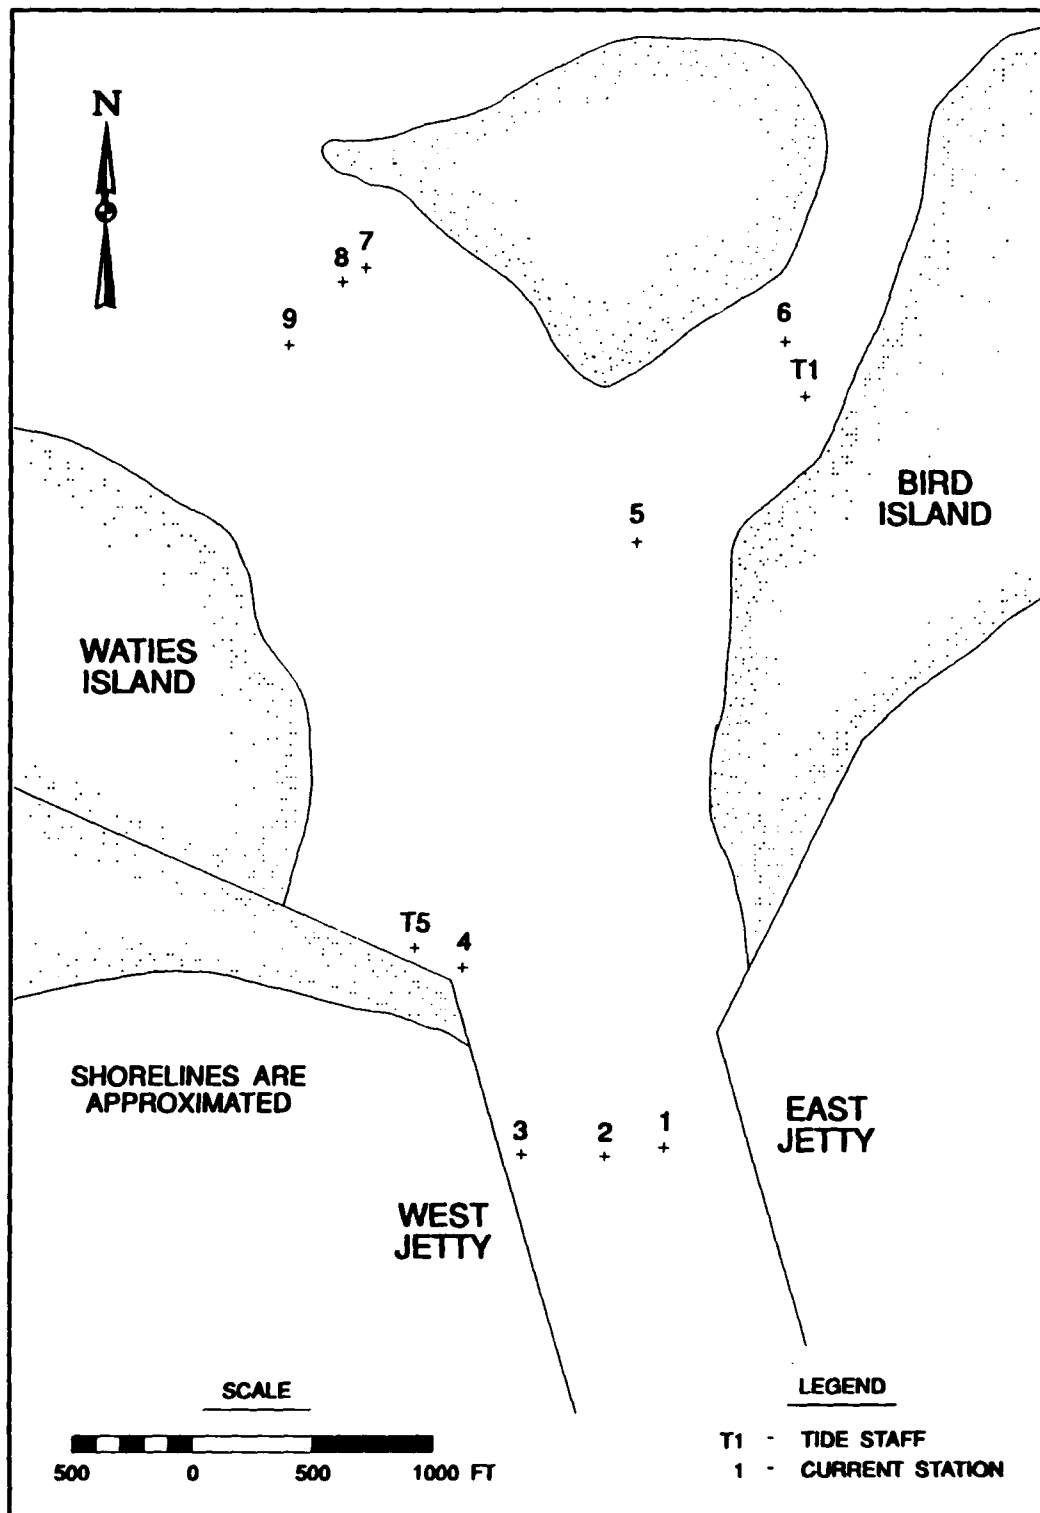 N
7
8
9
6
T1
BIRD
ISLAND
5
WATIES
ISLAND
T5
4
SHORELINES ARE
APPROXIMATED
3
2
1
EAST
JETTY
WEST
JETTY
SCALE
500 0 500 1000 FT
LEGEND
T1 - TIDE STAFF
1 - CURRENT STATION